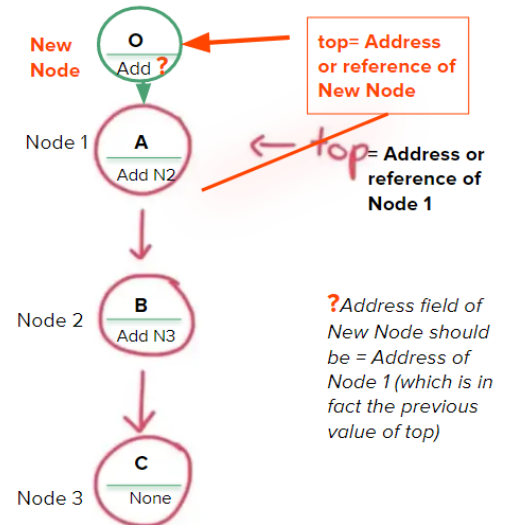 New
Node
O
Add ?
top= Address
or reference of
New Node
Node 1
A
Add N2
top = Address or
reference of
Node 1
Node 2
B
Add N3
?Address field of
New Node should
be = Address of
Node 1 (which is in
fact the previous
value of top)
Node 3
C
None